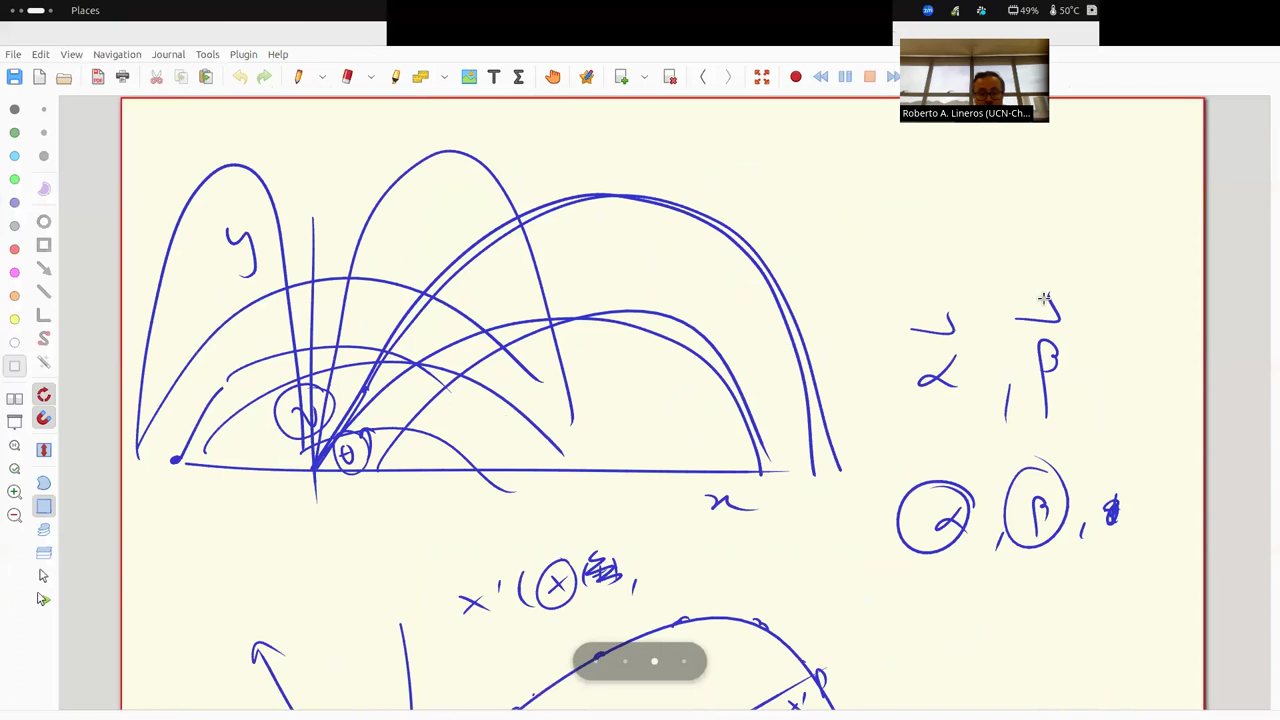 Places
49%
50°C
File Edit View Navigation Journal Tools Plugin Help
Roberto A. Lineros (UCN-Ch...
y
θ
x
α , β
α , β ,
x' ( x ,
x'